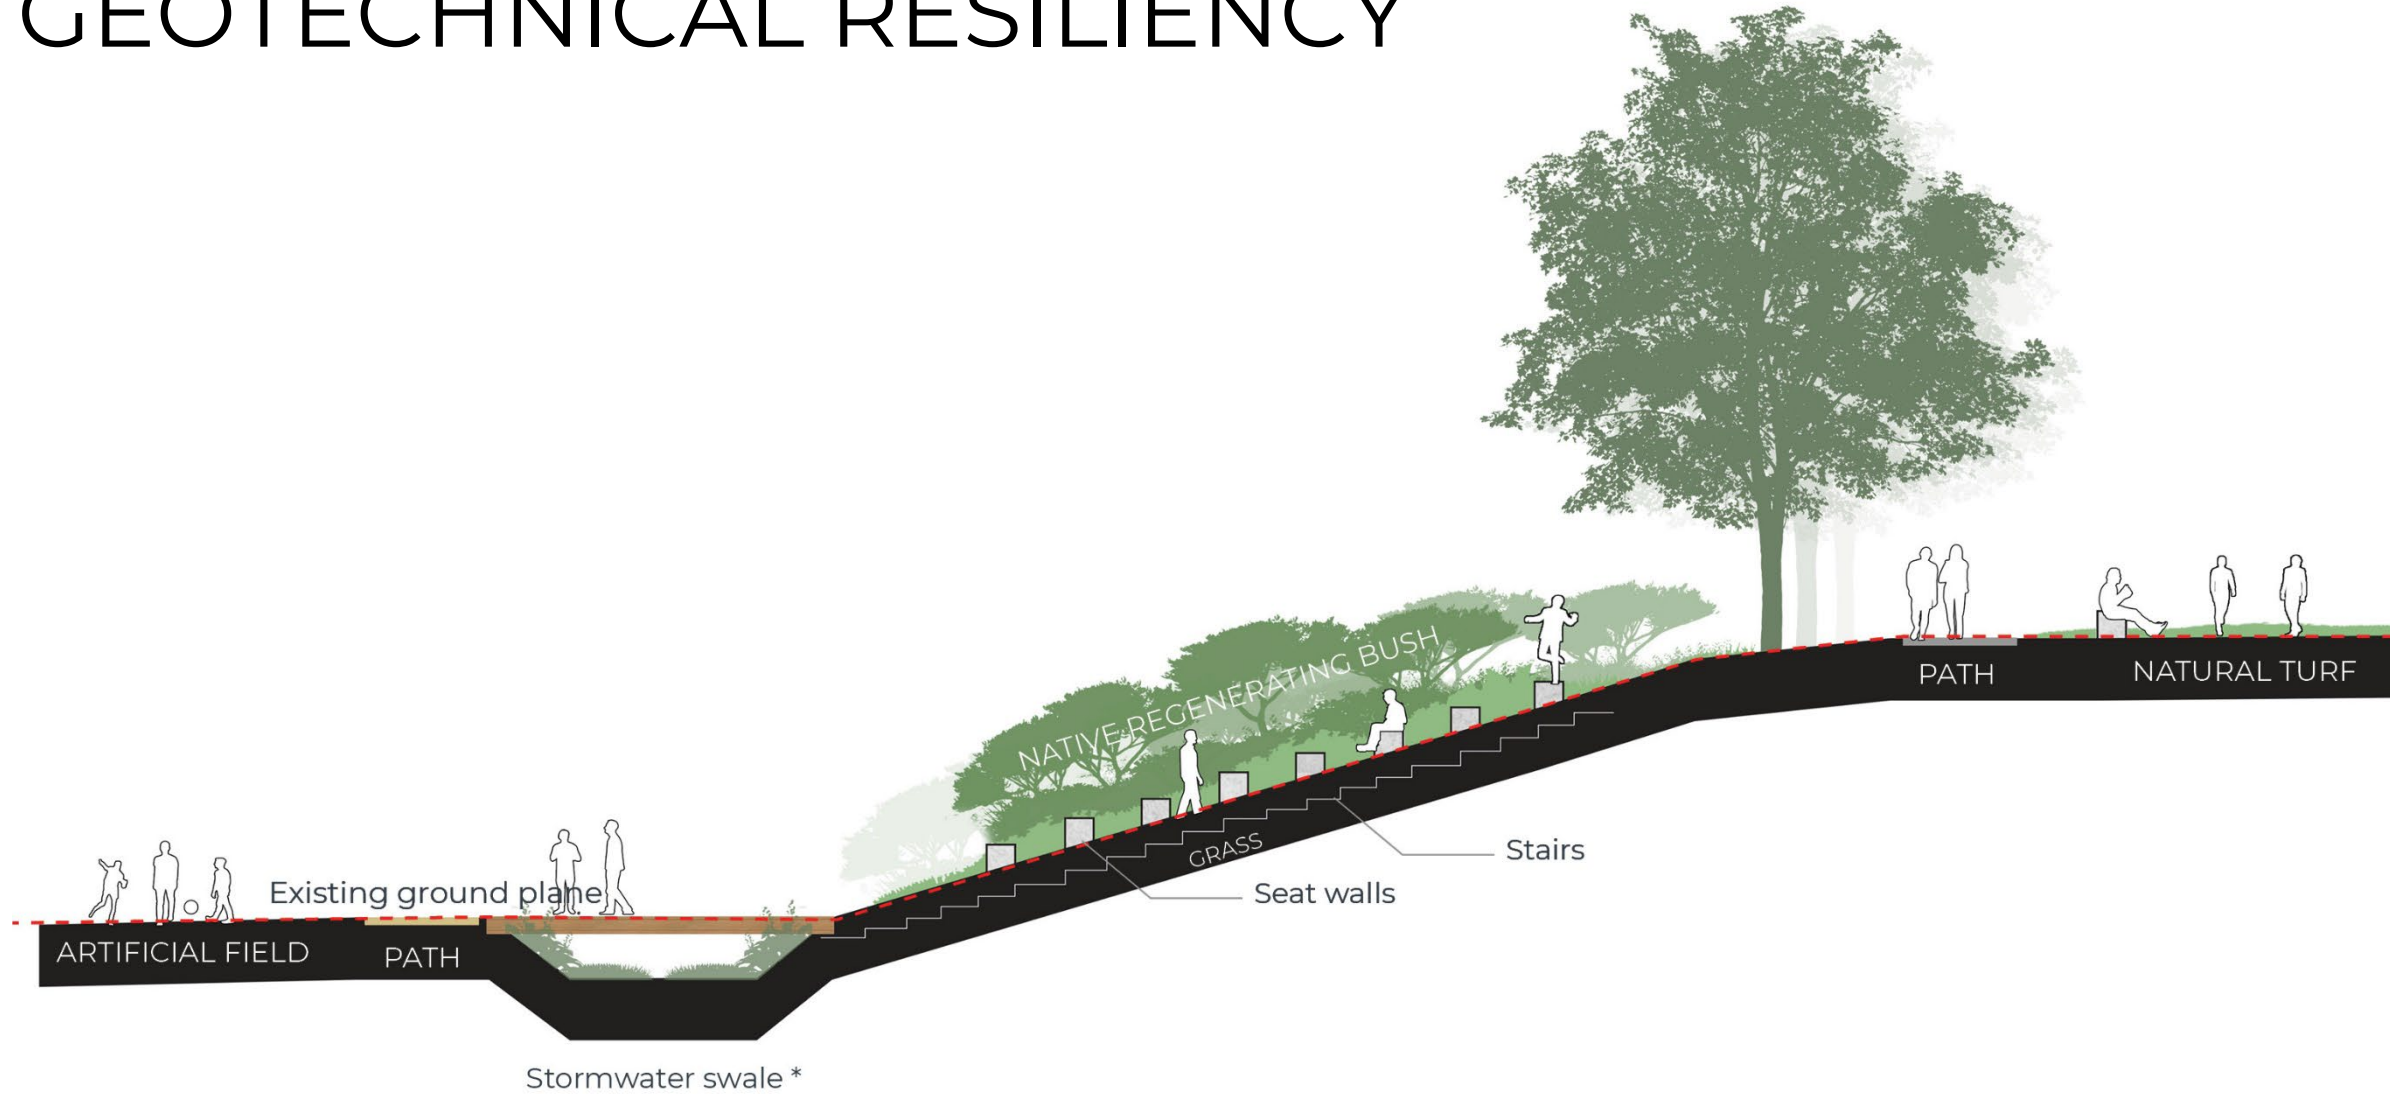 GEOTECHNICAL RESILIENCY
NATIVE REGENERATING BUSH
PATH
NATURAL TURF
GRASS
Stairs
Seat walls
Existing ground plane
ARTIFICIAL FIELD
PATH
Stormwater swale *